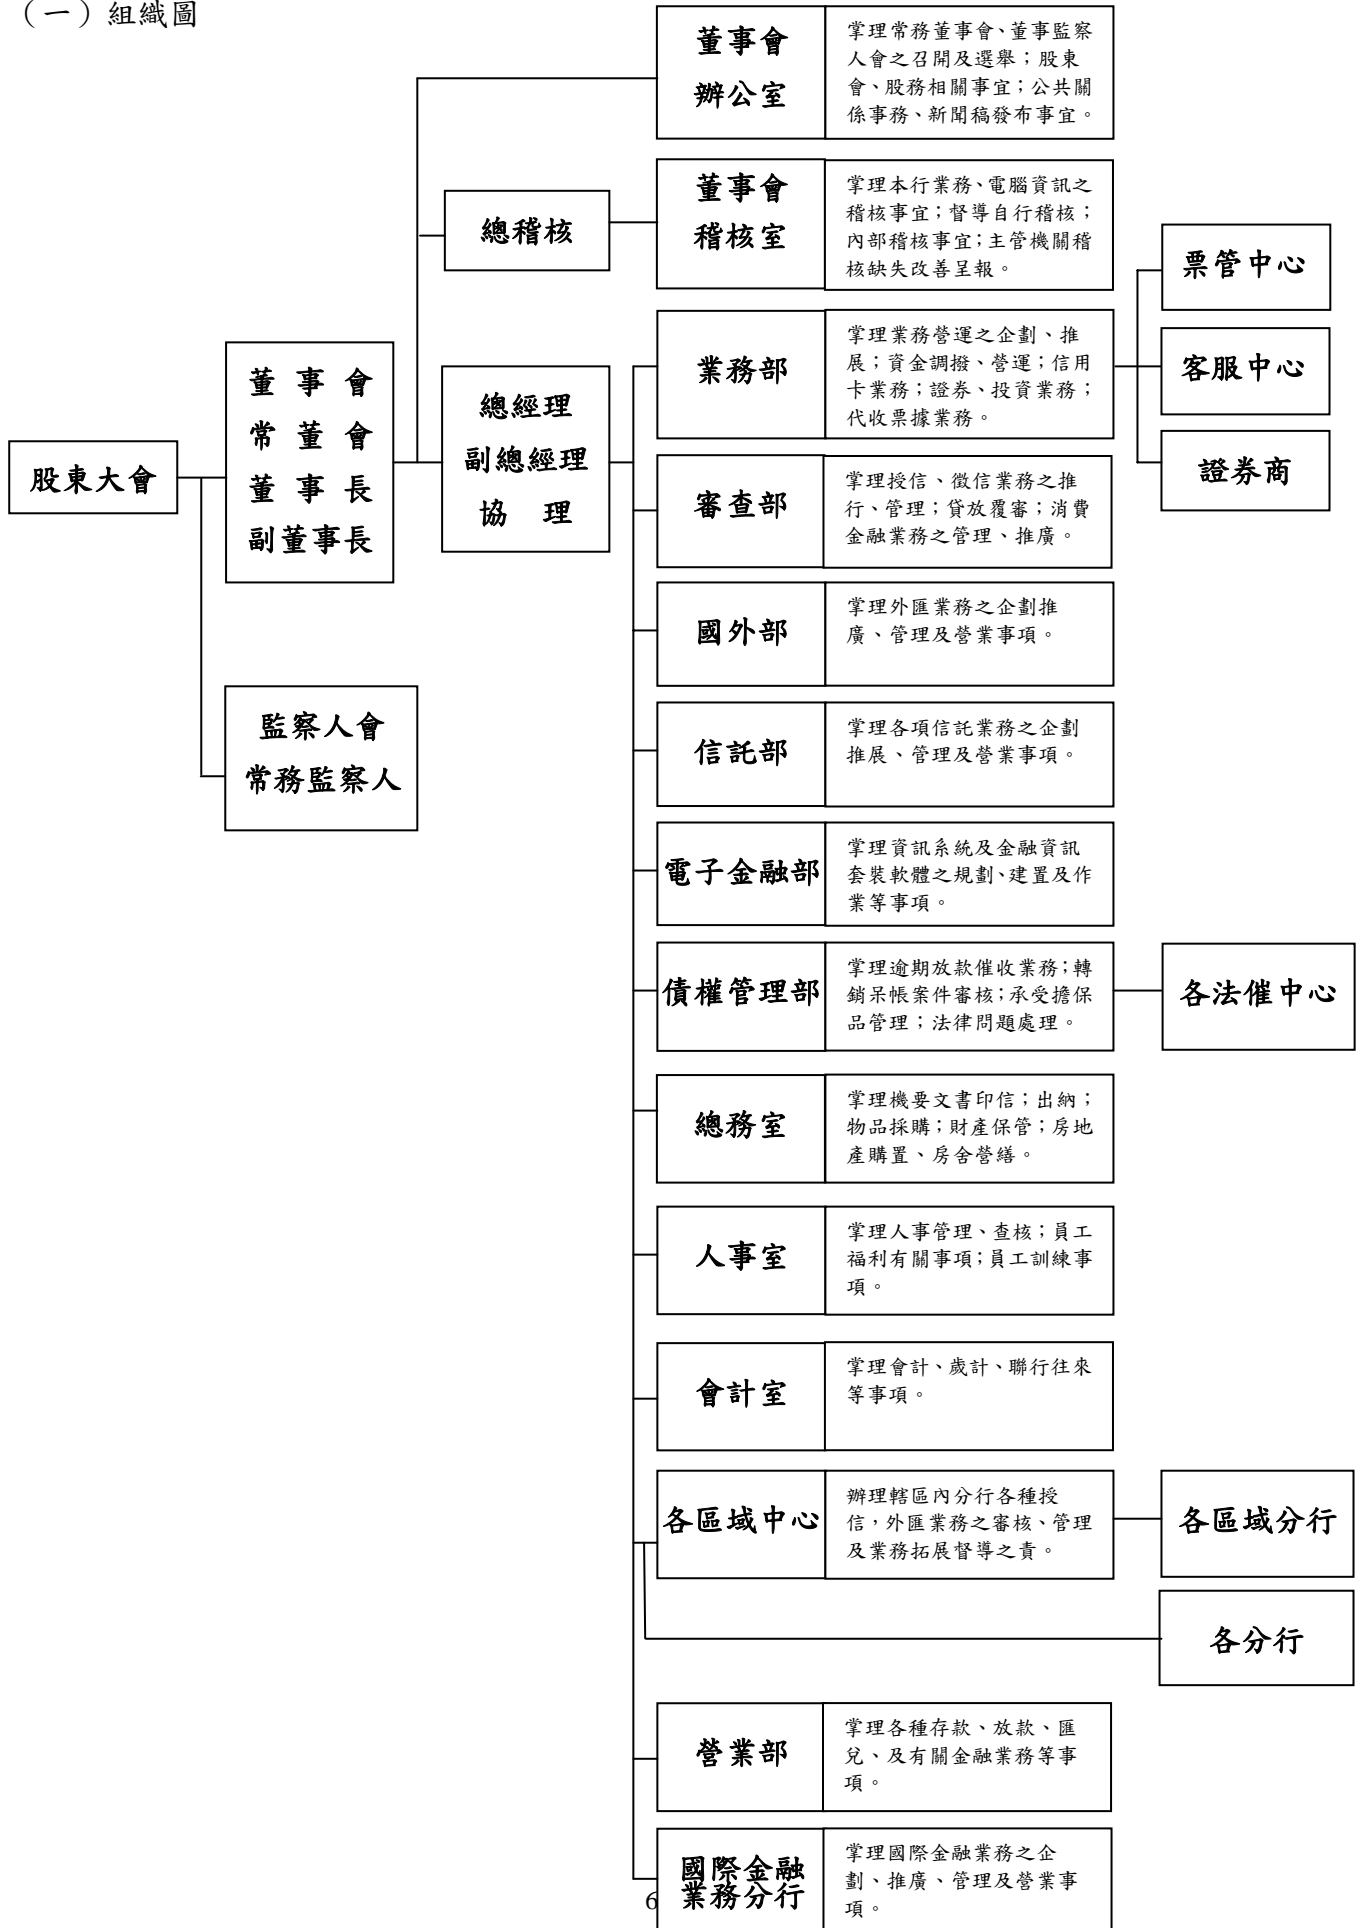 （一）組織圖
董事會
辦公室
掌理常務董事會、董事監察
人會之召開及選舉；股東
會、股務相關事宜；公共關
係事務、新聞稿發布事宜。
總稽核
董事會
稽核室
掌理本行業務、電腦資訊之
稽核事宜；督導自行稽核；
內部稽核事宜；主管機關稽
核缺失改善呈報。
股東大會
董事會
常董會
董事長
副董事長
監察人會
常務監察人
總經理
副總經理
協　理
業務部
掌理業務營運之企劃、推
展；資金調撥、營運；信用
卡業務；證券、投資業務；
代收票據業務。
票管中心
客服中心
證券商
審查部
掌理授信、徵信業務之推
行、管理；貸放覆審；消費
金融業務之管理、推廣。
國外部
掌理外匯業務之企劃推
廣、管理及營業事項。
信託部
掌理各項信託業務之企劃
推展、管理及營業事項。
電子金融部
掌理資訊系統及金融資訊
套裝軟體之規劃、建置及作
業等事項。
債權管理部
掌理逾期放款催收業務；轉
銷呆帳案件審核；承受擔保
品管理；法律問題處理。
各法催中心
總務室
掌理機要文書印信；出納；
物品採購；財產保管；房地
產購置、房舍營繕。
人事室
掌理人事管理、查核；員工
福利有關事項；員工訓練事
項。
會計室
掌理會計、歲計、聯行往來
等事項。
各區域中心
辦理轄區內分行各種授
信，外匯業務之審核、管理
及業務拓展督導之責。
各區域分行
各分行
營業部
掌理各種存款、放款、匯
兌、及有關金融業務等事
項。
國際金融
業務分行
掌理國際金融業務之企
劃、推廣、管理及營業事
項。
6